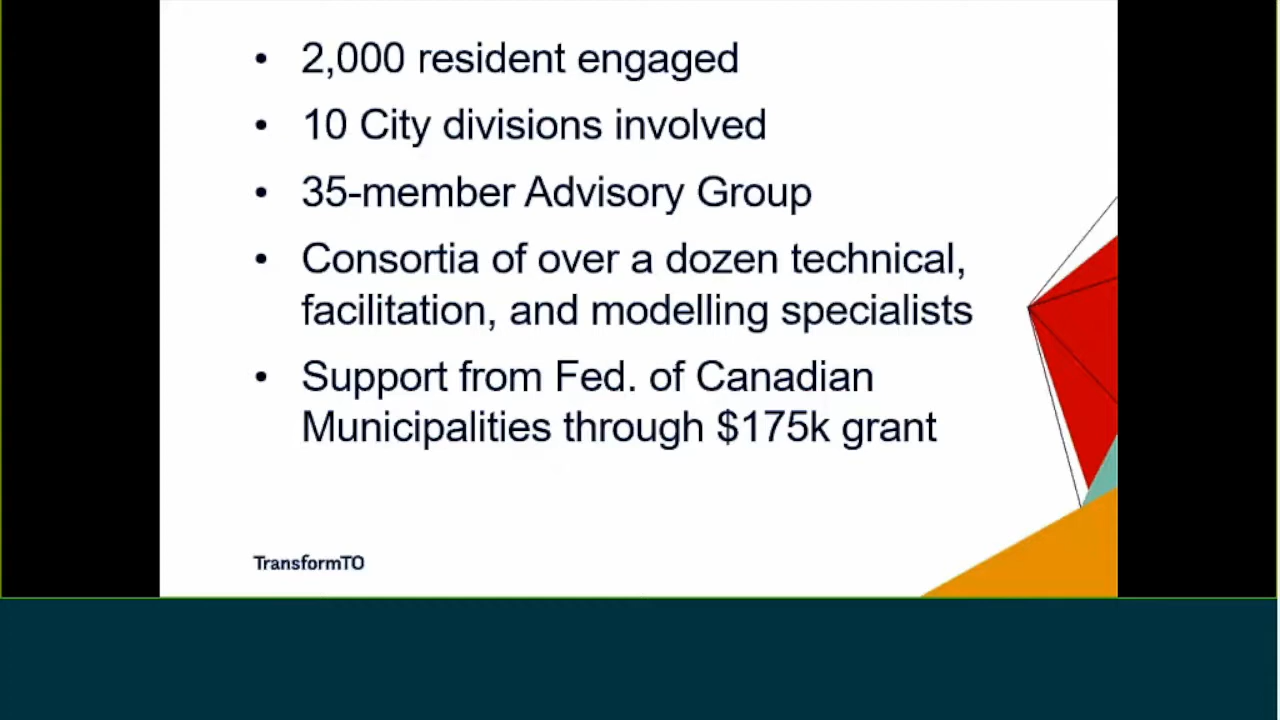 • 2,000 resident engaged
• 10 City divisions involved
• 35-member Advisory Group
• Consortia of over a dozen technical,
facilitation, and modelling specialists
• Support from Fed. of Canadian
Municipalities through $175k grant
TransformTO